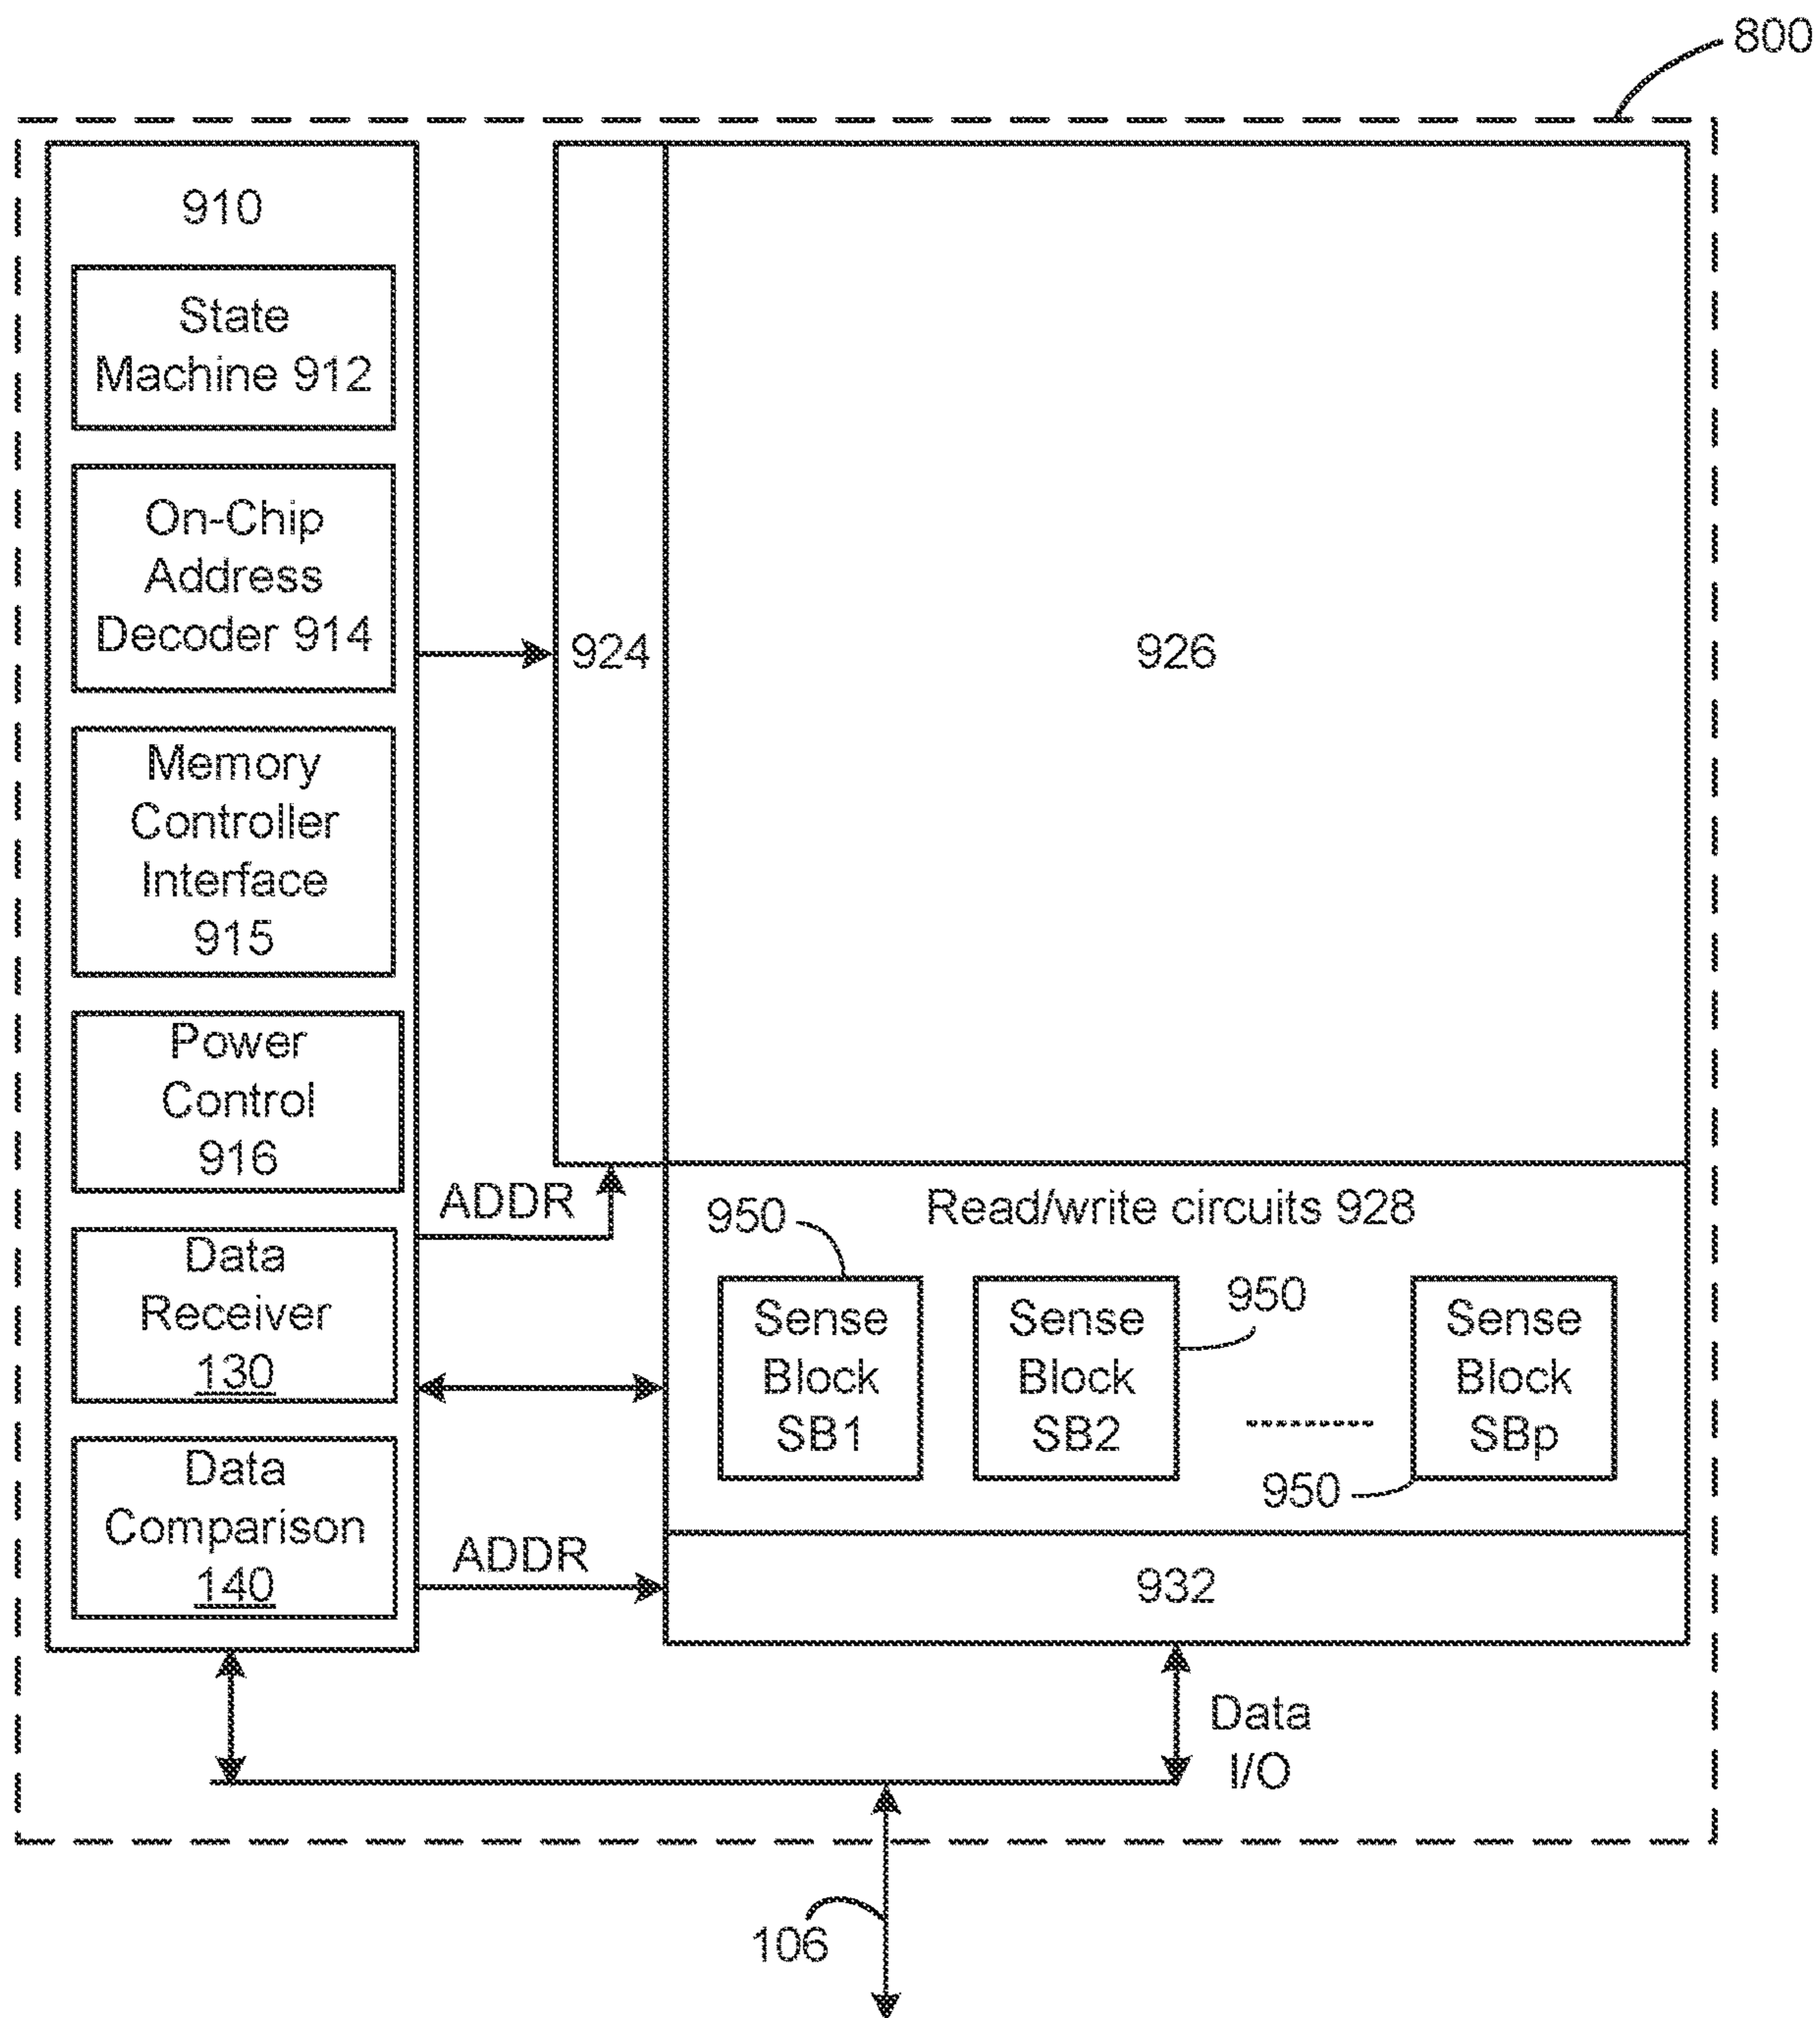 800
910
State
Machine 912
On-Chip
Address
Decoder 914
Memory
Controller
Interface
915
Power
Control
916
Data
Receiver
130
Data
Comparison
140
924
926
ADDR
ADDR
Read/write circuits 928
950
Sense
Block
SB1
Sense
Block
SB2
950
Sense
Block
SBp
950
932
Data
I/O
106